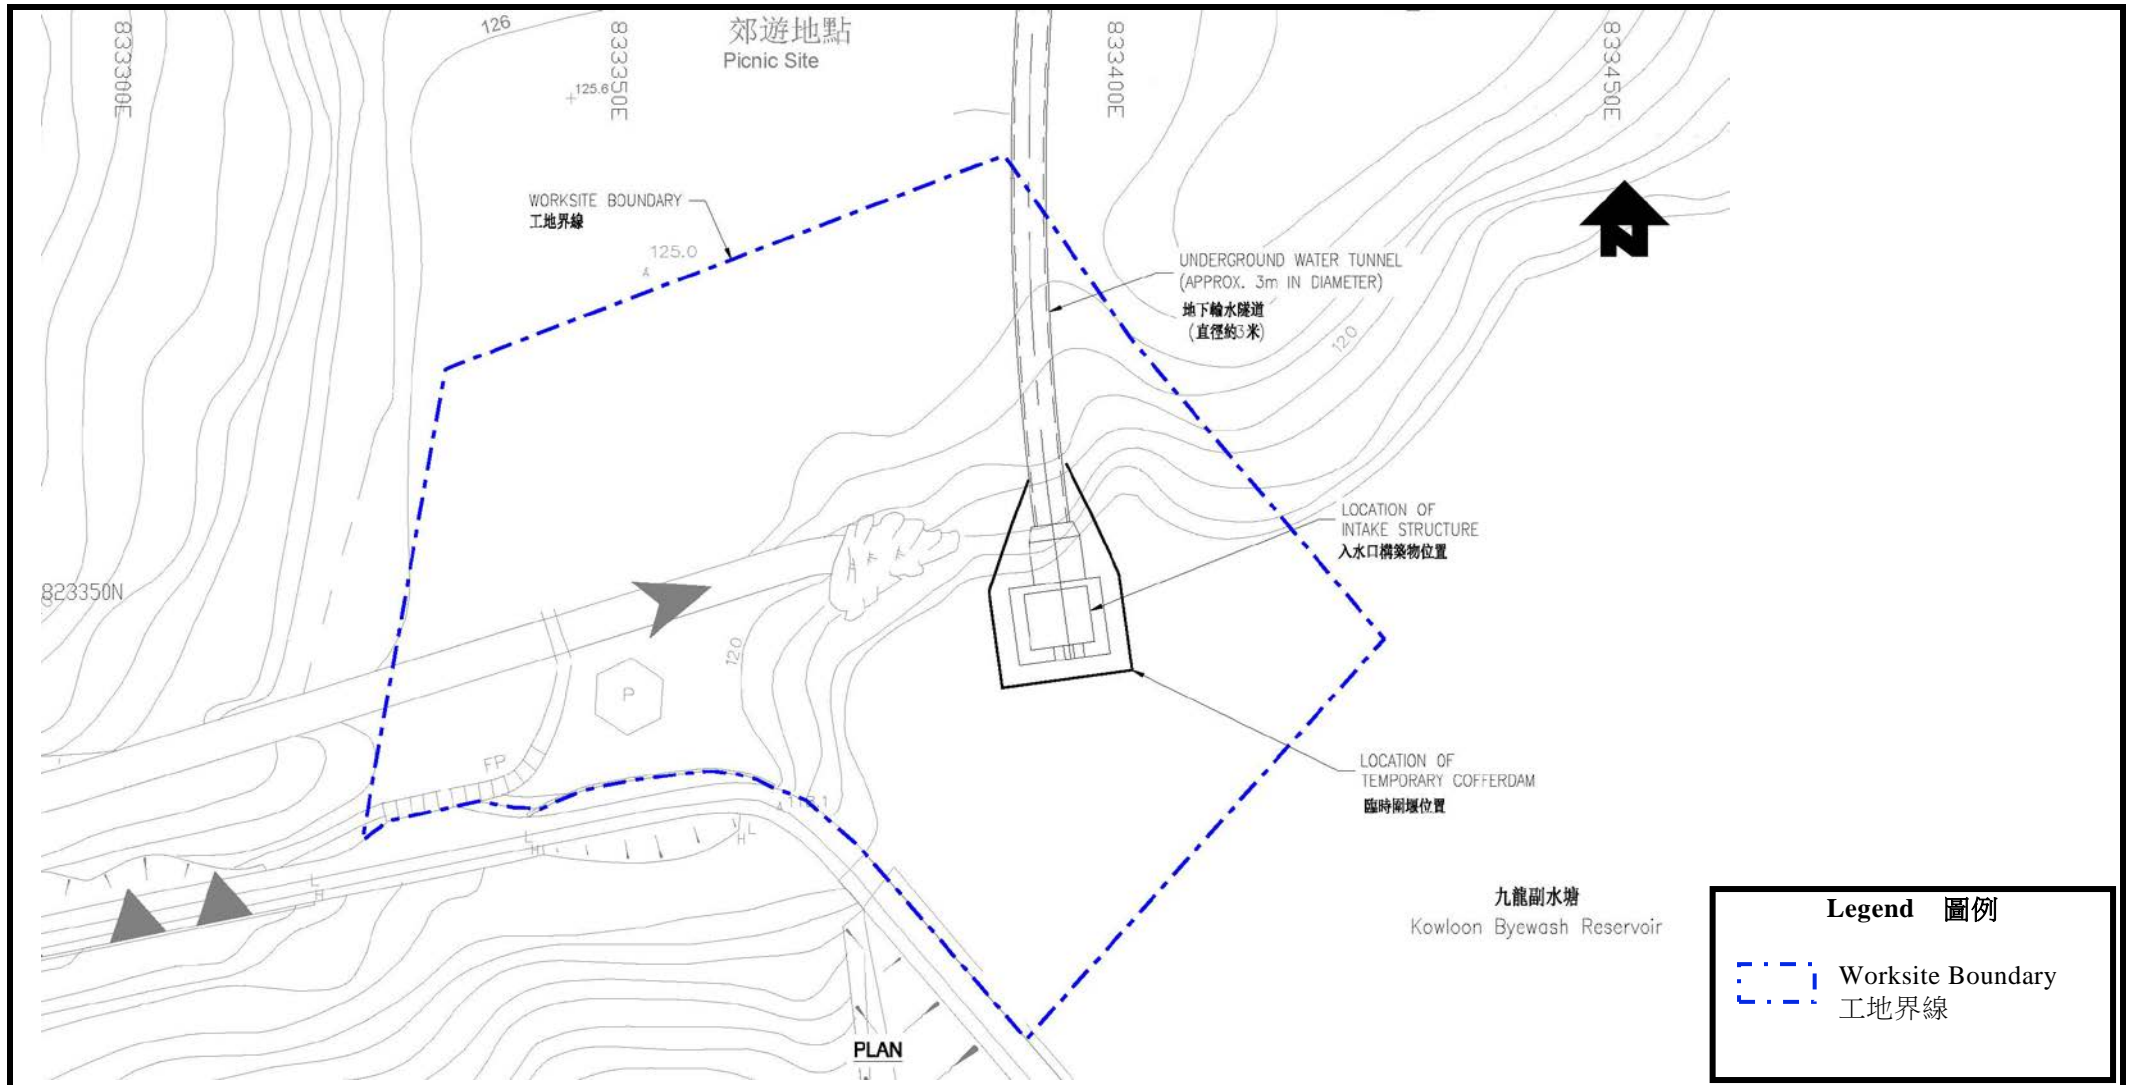 126
833300E
833350E
833400E
833450E
郊遊地點
Picnic Site
125.6
WORKSITE BOUNDARY
工地界線
125.0
N
UNDERGROUND WATER TUNNEL
(APPROX. 3m IN DIAMETER)
地下輸水隧道
(直徑約3米)
120
LOCATION OF
INTAKE STRUCTURE
入水口構築物位置
823350N
120
P
FP
LOCATION OF
TEMPORARY COFFERDAM
臨時圍堰位置
L
H
L
H
L
H
九龍副水塘
Kowloon Byewash Reservoir
PLAN
Legend 圖例
Worksite Boundary
工地界線